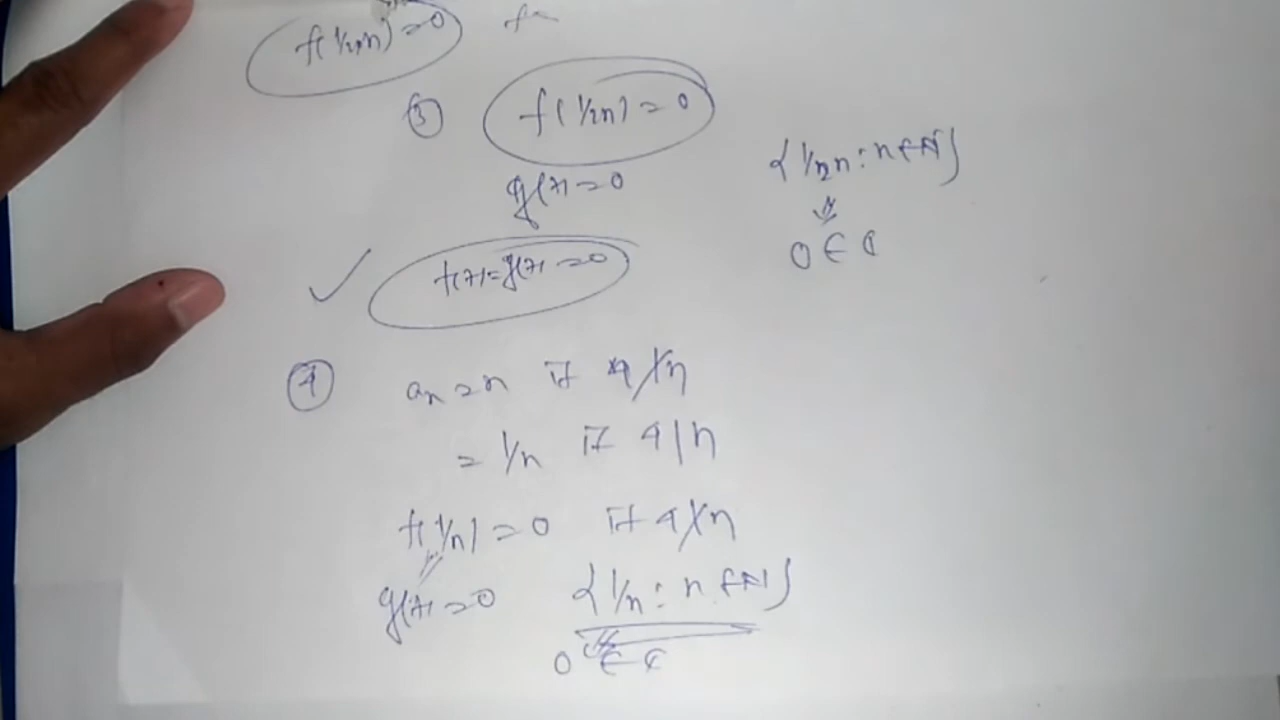 f(1/2n) = 0
③ f(1/2n) = 0
g(z) = 0
{1/2n : n ∈ N}
0 ∈ ℂ
✓ f(z) = g(z) = 0
④ aₙ = n if 4∤n
= 1/n if 4|n
f(1/n) = 0 if 4∤n
g(z) = 0 {1/n : n ∈ N}
0 ∈ ℂ